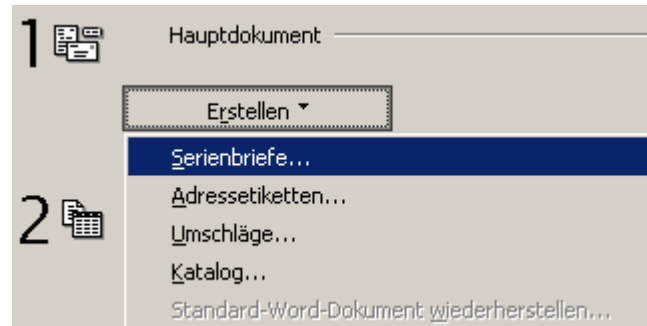 1 Hauptdokument
Erstellen
Serienbriefe...
Adressetiketten...
2
Umschläge...
Katalog...
Standard-Word-Dokument wiederherstellen...